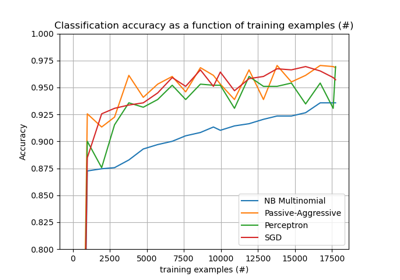 Classification accuracy as a function of training examples (#)
1.000
0.975
0.950
0.925
0.900
0.875
0.850
0.825
0.800
Accuracy
NB Multinomial
Passive-Aggressive
Perceptron
SGD
0 2500 5000 7500 10000 12500 15000 17500
training examples (#)